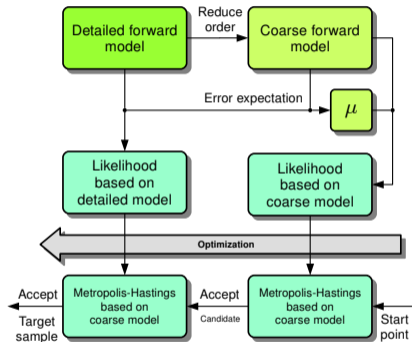 Detailed forward
model
Reduce
order
Coarse forward
model
Error expectation
μ
Likelihood
based on
detailed model
Likelihood
based on
coarse model
Optimization
Accept
Target
sample
Metropolis-Hastings
based on
coarse model
Accept
Candidate
Metropolis-Hastings
based on
coarse model
Start
point